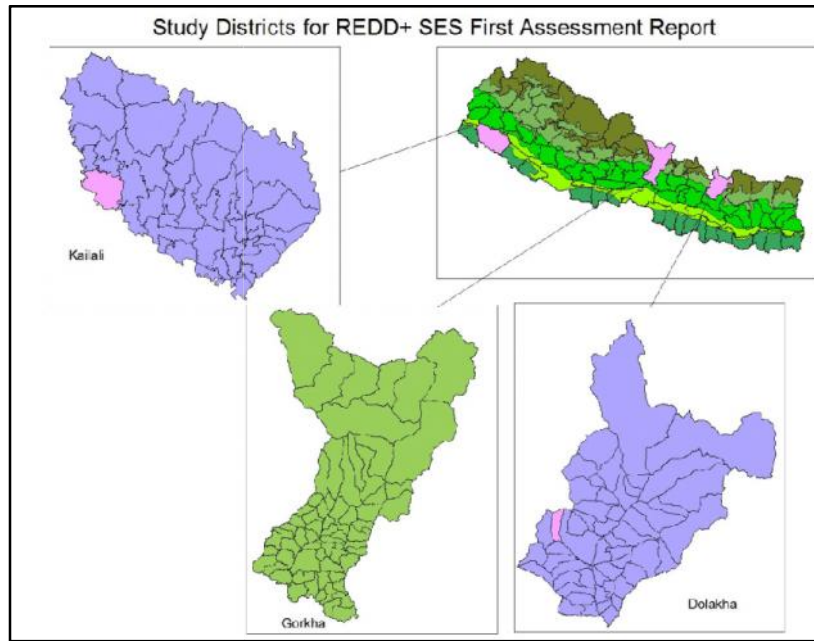 Study Districts for REDD+ SES First Assessment Report
Kailali
Gorkha
Dolakha